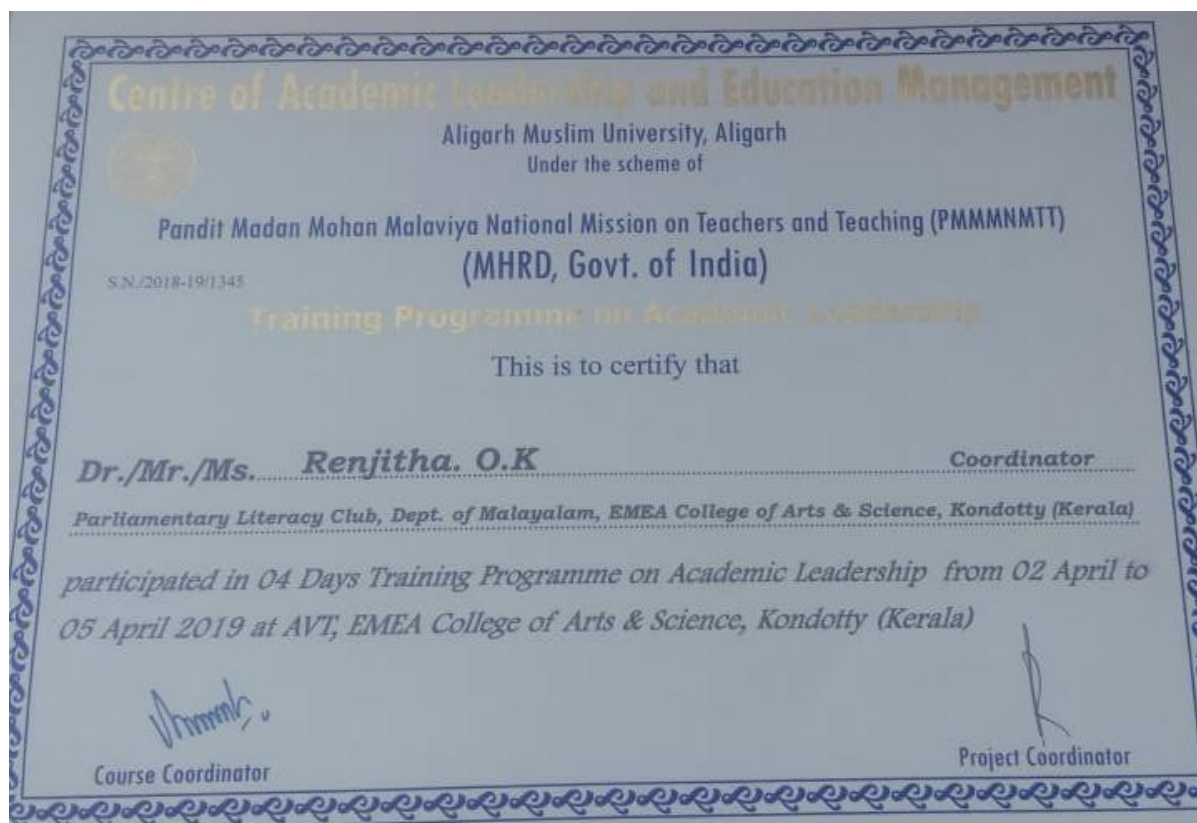 Centre of Academic Leadership and Education Management
Aligarh Muslim University, Aligarh
Under the scheme of
Pandit Madan Mohan Malaviya National Mission on Teachers and Teaching (PMMMNMTT)
(MHRD, Govt. of India)
S.N./2018-19/1345
Training Programme on Academic Leadership
This is to certify that
Dr./Mr./Ms. Renjitha. O.K Coordinator
Parliamentary Literacy Club, Dept. of Malayalam, EMEA College of Arts & Science, Kondotty (Kerala)
participated in 04 Days Training Programme on Academic Leadership from 02 April to
05 April 2019 at AVT, EMEA College of Arts & Science, Kondotty (Kerala)
Course Coordinator
Project Coordinator